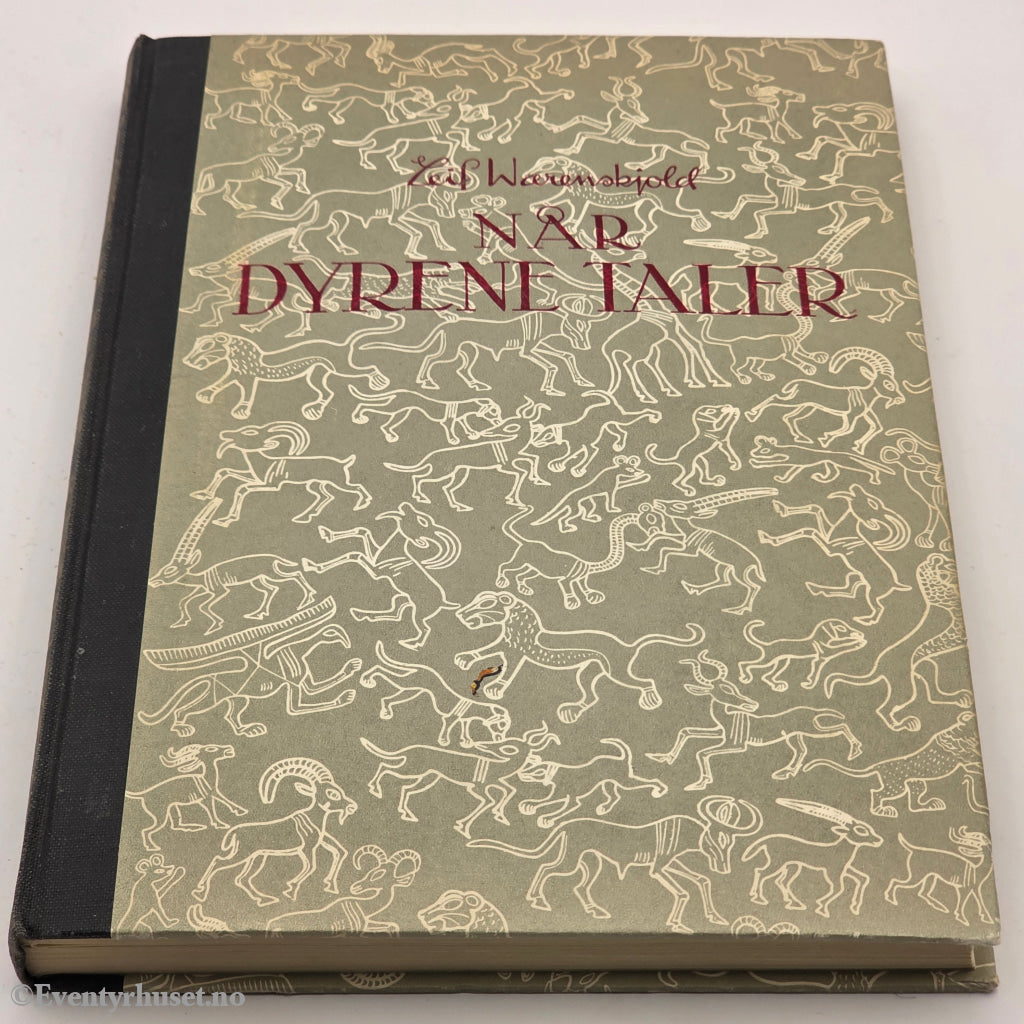 Leif Wærenskjold
NÅR
DYRENE TALER
©Eventyrhuset.no